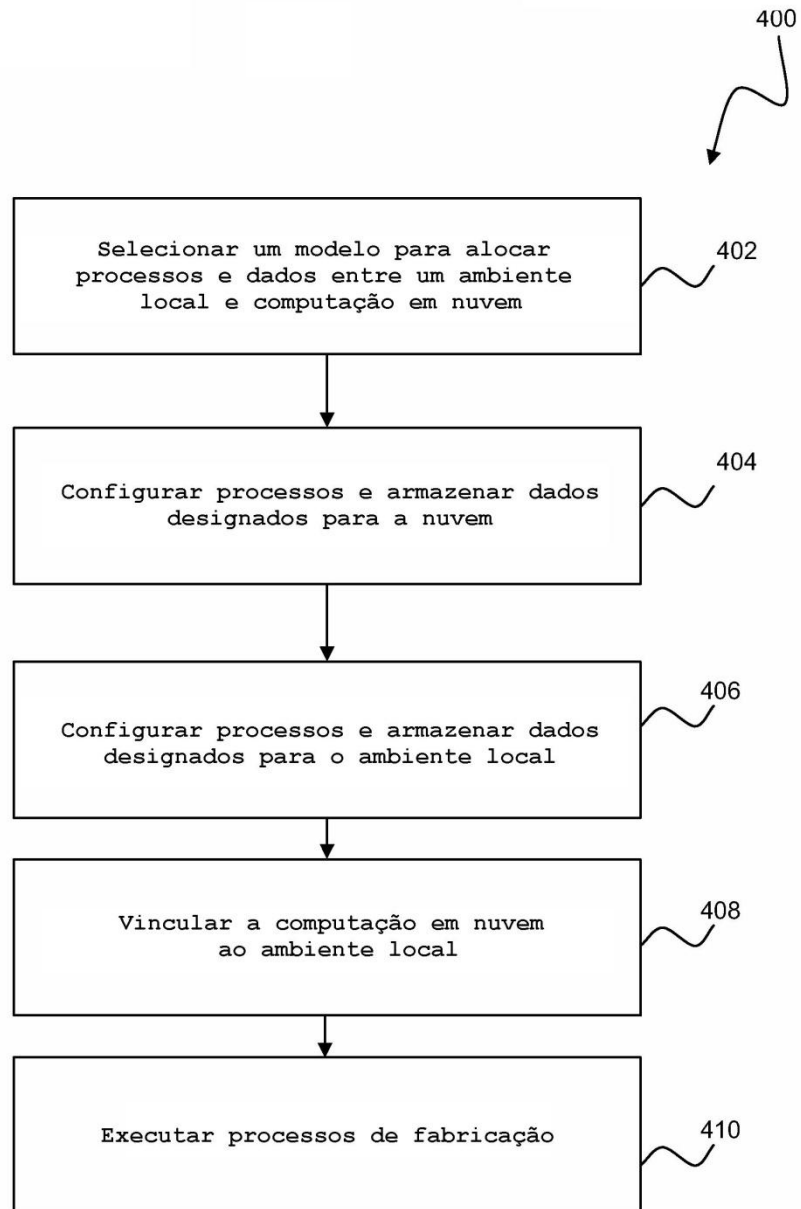 400
Selecionar um modelo para alocar
processos e dados entre um ambiente
local e computação em nuvem
402
Configurar processos e armazenar dados
designados para a nuvem
404
Configurar processos e armazenar dados
designados para o ambiente local
406
Vincular a computação em nuvem
ao ambiente local
408
Executar processos de fabricação
410